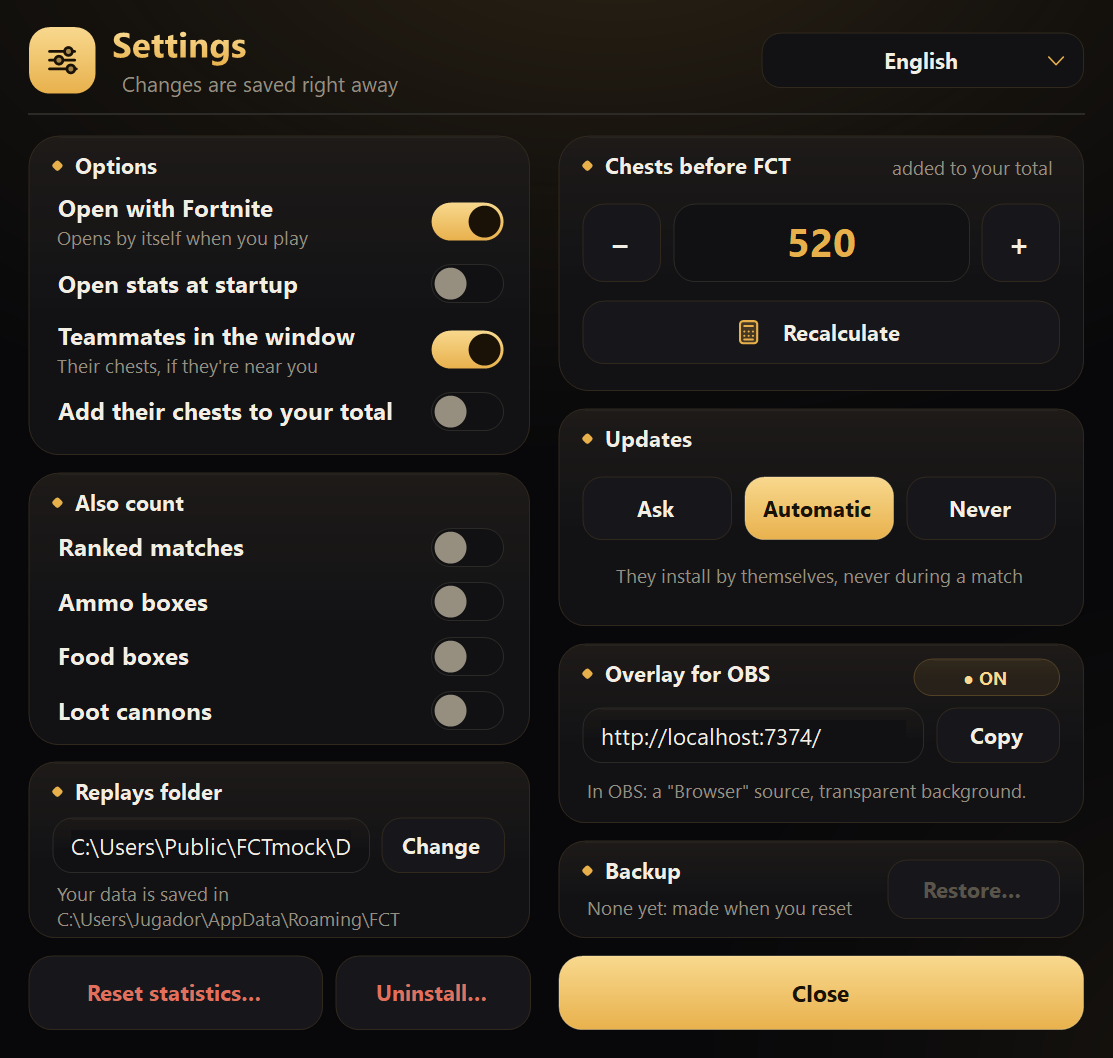 Settings
Changes are saved right away
English
Options
Open with Fortnite
Opens by itself when you play
Open stats at startup
Teammates in the window
Their chests, if they're near you
Add their chests to your total
Also count
Ranked matches
Ammo boxes
Food boxes
Loot cannons
Replays folder
C:\Users\Public\FCTmock\D
Change
Your data is saved in
C:\Users\Jugador\AppData\Roaming\FCT
Reset statistics...
Uninstall...
Chests before FCT
added to your total
−
520
+
Recalculate
Updates
Ask
Automatic
Never
They install by themselves, never during a match
Overlay for OBS
● ON
http://localhost:7374/
Copy
In OBS: a "Browser" source, transparent background.
Backup
None yet: made when you reset
Restore...
Close